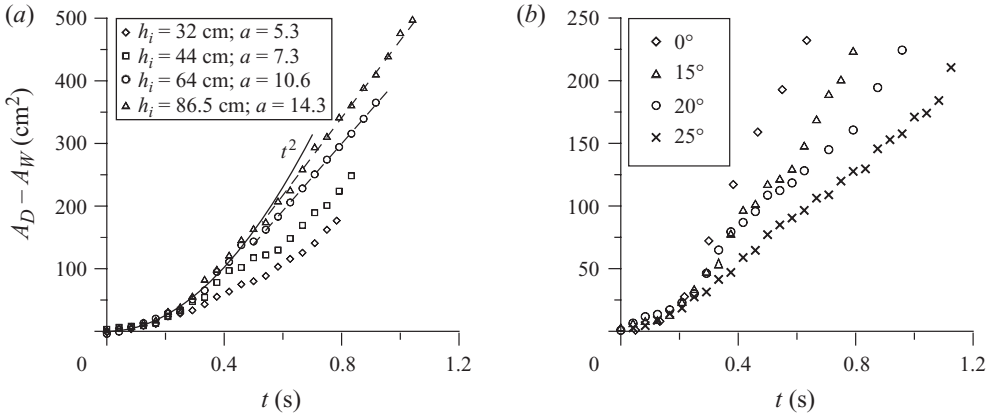 (a)
500
400
300
200
100
0
0.4
0.8
1.2
A_D – A_W (cm²)
t (s)
h_i = 32 cm; a = 5.3
h_i = 44 cm; a = 7.3
h_i = 64 cm; a = 10.6
h_i = 86.5 cm; a = 14.3
t²
(b)
250
200
150
100
50
0
0.4
0.8
1.2
t (s)
0°
15°
20°
25°